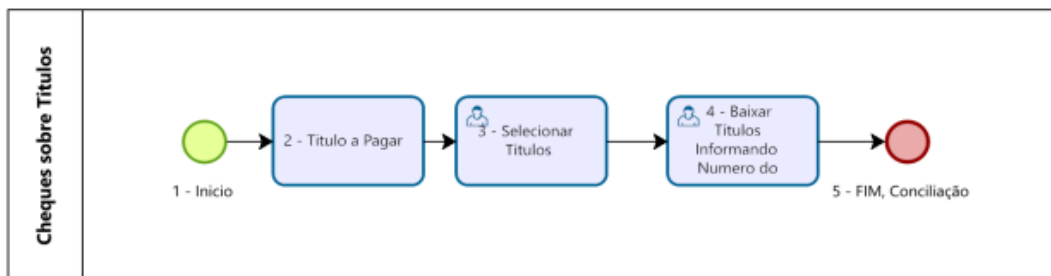 Cheques sobre Titulos
1 - Inicio
2 - Titulo a Pagar
3 - Selecionar
Titulos
4 - Baixar
Títulos
Informando
Numero do
5 - FIM, Conciliação